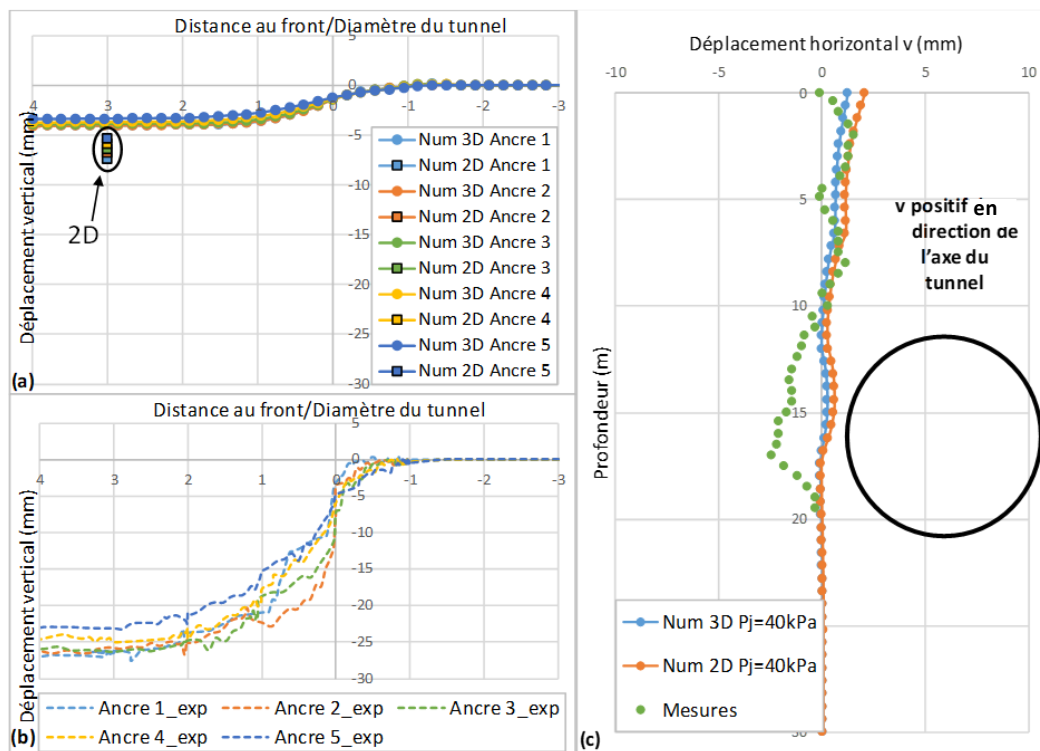 Distance au front/Diamètre du tunnel
5
4 3 2 1 0 -1 -2 -3
0
-5
-10
-15
-20
-25
-30
Déplacement vertical (mm)
2D
Num 3D Ancre 1
Num 2D Ancre 1
Num 3D Ancre 2
Num 2D Ancre 2
Num 3D Ancre 3
Num 2D Ancre 3
Num 3D Ancre 4
Num 2D Ancre 4
Num 3D Ancre 5
Num 2D Ancre 5
(a)
Distance au front/Diamètre du tunnel
5
4 3 2 1 0 -1 -2 -3
0
-5
-10
-15
-20
-25
-30
Déplacement vertical (mm)
Ancre 1_exp Ancre 2_exp Ancre 3_exp
Ancre 4_exp Ancre 5_exp
(b)
Déplacement horizontal v (mm)
-10 -5 0 5 10
0
5
10
15
20
30
Profondeur (m)
v positif en
direction de
l'axe du
tunnel
Num 3D Pj=40kPa
Num 2D Pj=40kPa
Mesures
(c)